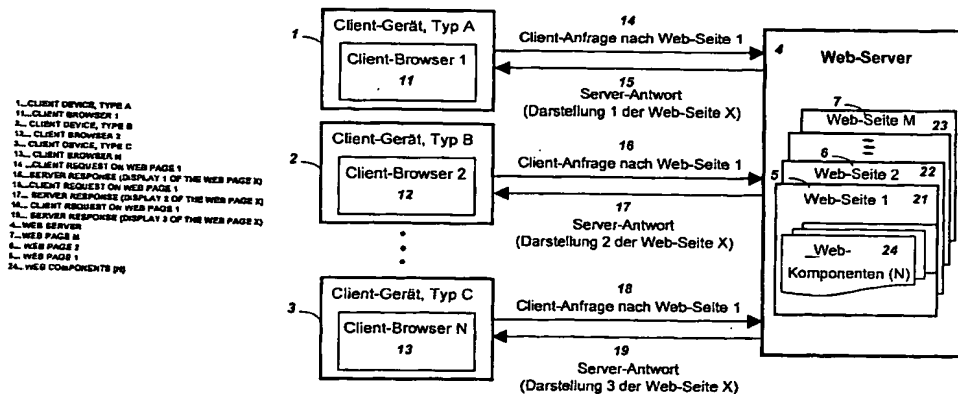 1...CLIENT DEVICE, TYPE A
11...CLIENT BROWSER 1
2... CLIENT DEVICE, TYPE B
12... CLIENT BROWSER 2
3... CLIENT DEVICE, TYPE C
13... CLIENT BROWSER N
14 ...CLIENT REQUEST ON WEB PAGE 1
15...SERVER RESPONSE (DISPLAY 1 OF THE WEB PAGE X)
16...CLIENT REQUEST ON WEB PAGE 1
17... SERVER RESPONSE (DISPLAY 2 OF THE WEB PAGE X)
18... CLIENT REQUEST ON WEB PAGE 1
19... SERVER RESPONSE (DISPLAY 3 OF THE WEB PAGE X)
4...WEB SERVER
7...WEB PAGE M
6... WEB PAGE 2
5... WEB PAGE 1
24... WEB COMPONENTS (N)
1
Client-Gerät, Typ A
Client-Browser 1
11
14
Client-Anfrage nach Web-Seite 1
15
Server-Antwort
(Darstellung 1 der Web-Seite X)
2
Client-Gerät, Typ B
Client-Browser 2
12
16
Client-Anfrage nach Web-Seite 1
17
Server-Antwort
(Darstellung 2 der Web-Seite X)
3
Client-Gerät, Typ C
Client-Browser N
13
18
Client-Anfrage nach Web-Seite 1
19
Server-Antwort
(Darstellung 3 der Web-Seite X)
4
Web-Server
7
Web-Seite M
23
6
Web-Seite 2
22
5
Web-Seite 1
21
Web-
24
Komponenten (N)